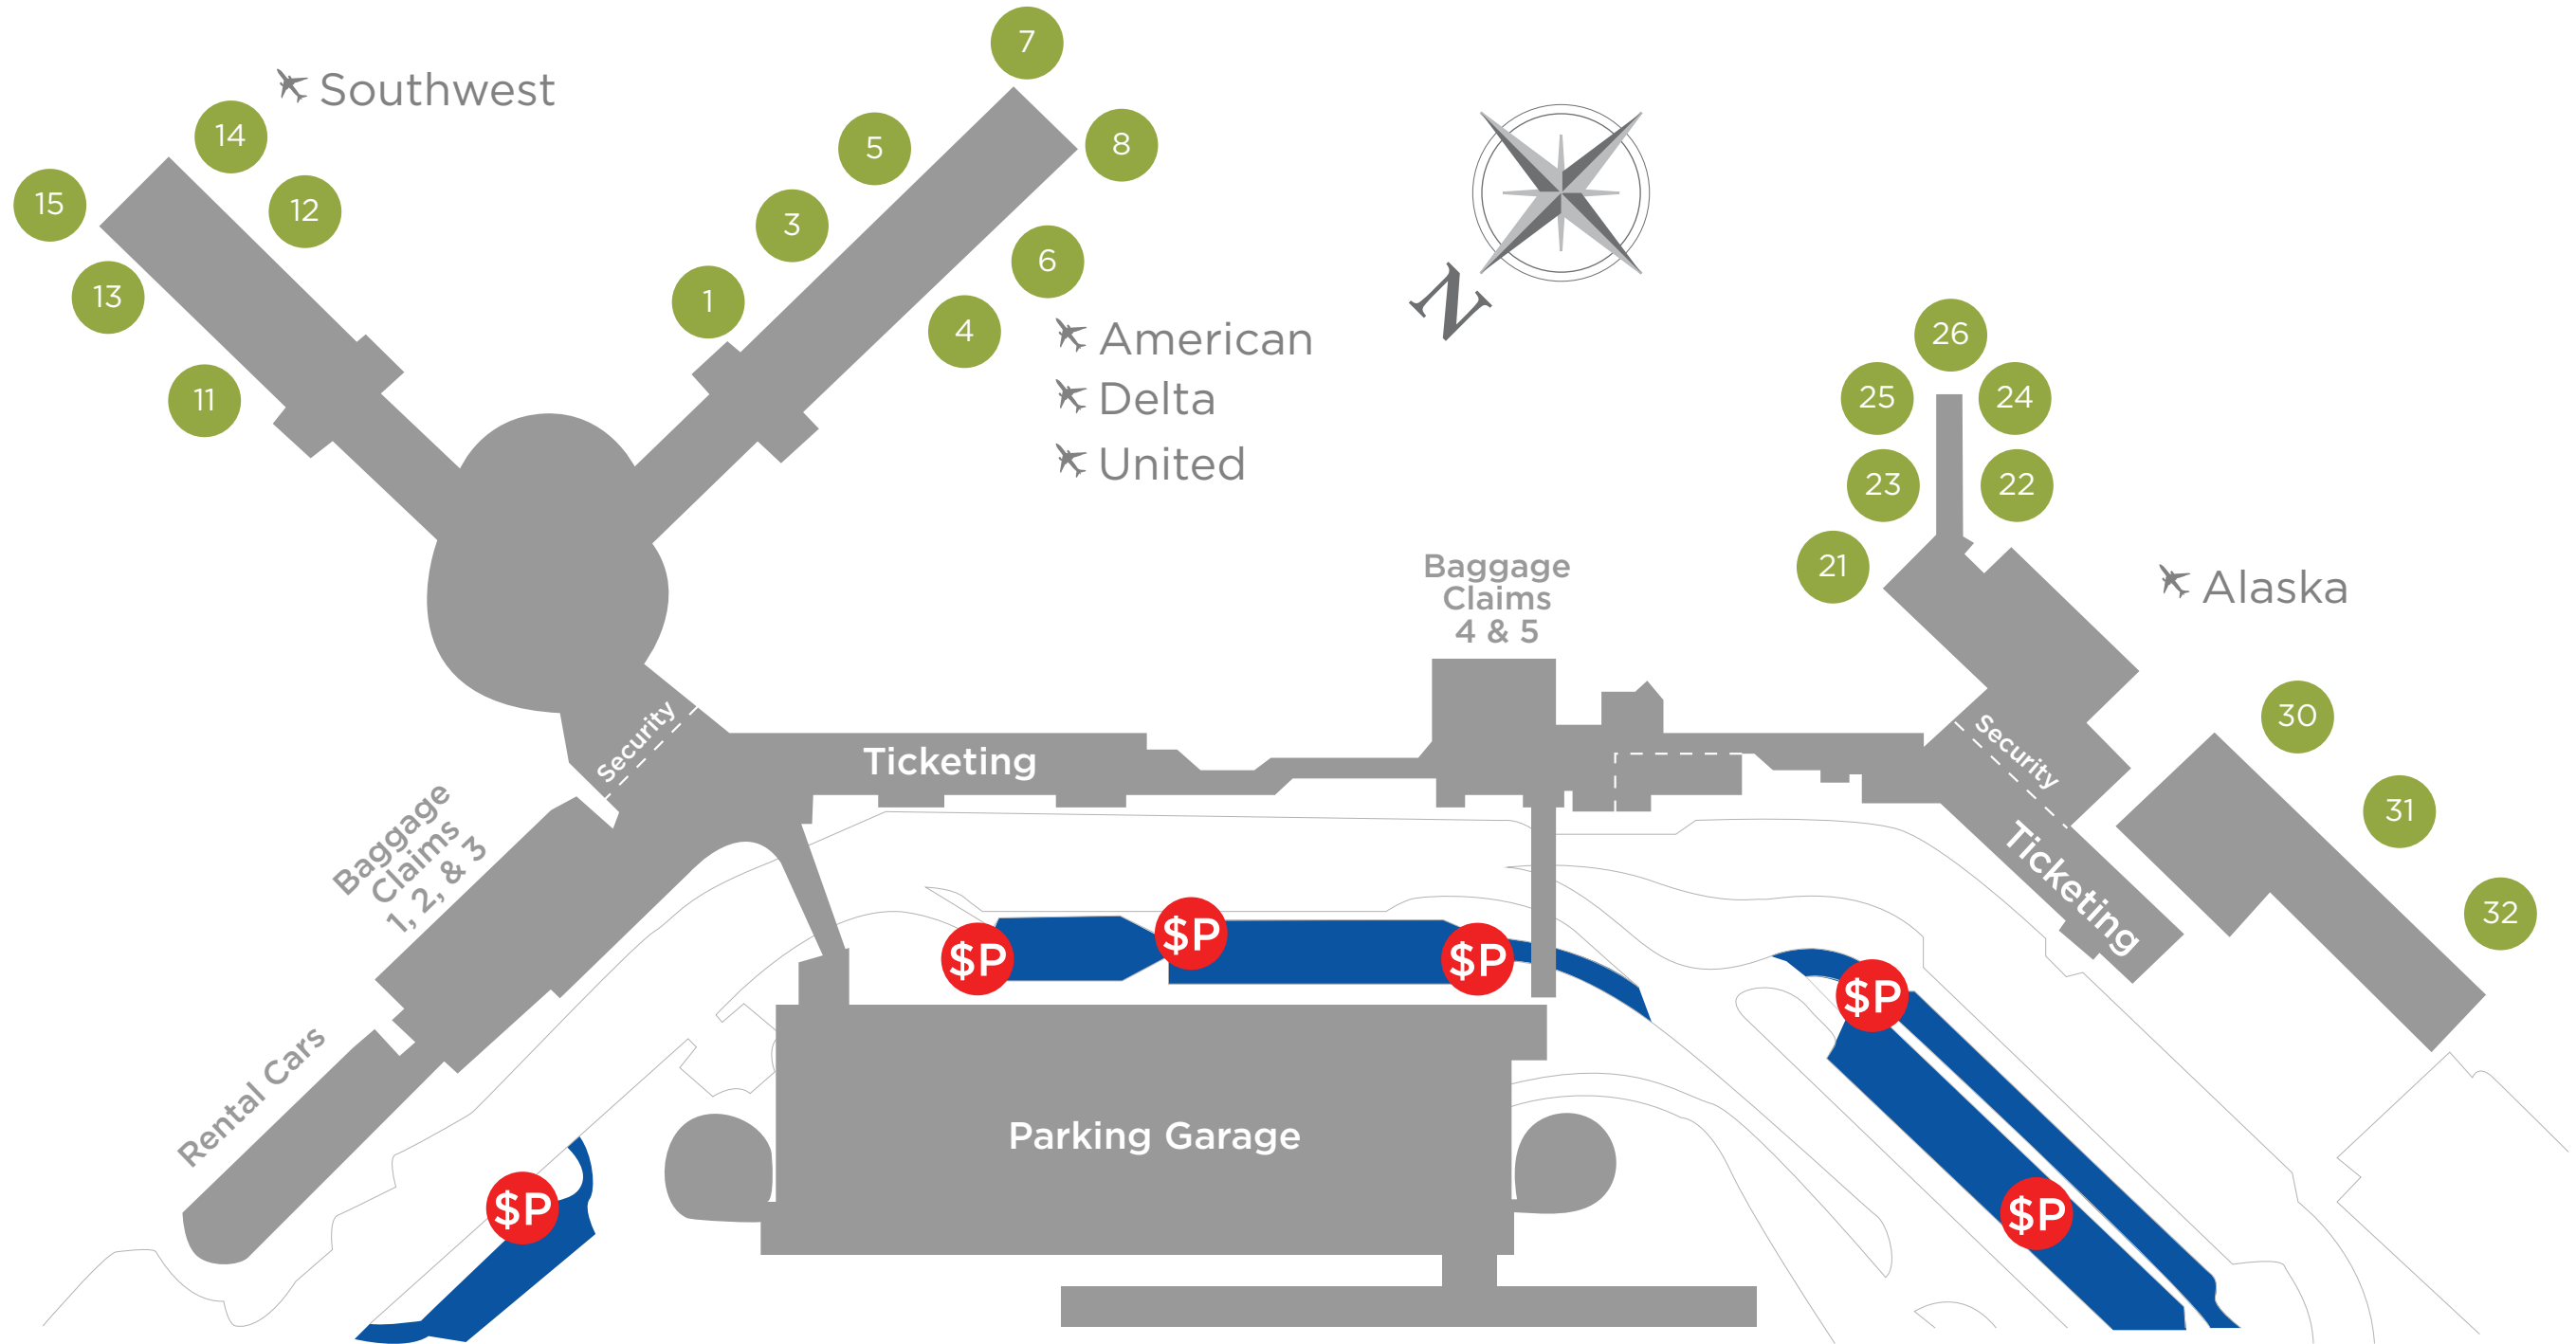 7
Southwest
14
5
8
15
12
3
13
6
1
4
American
11
Delta
United
N
26
25
24
23
22
21
Baggage
Claims
4 & 5
Alaska
Security
Ticketing
Security
30
31
32
Ticketing
Baggage
Claims
1, 2, & 3
$P
$P
$P
$P
Rental Cars
Parking Garage
$P
$P